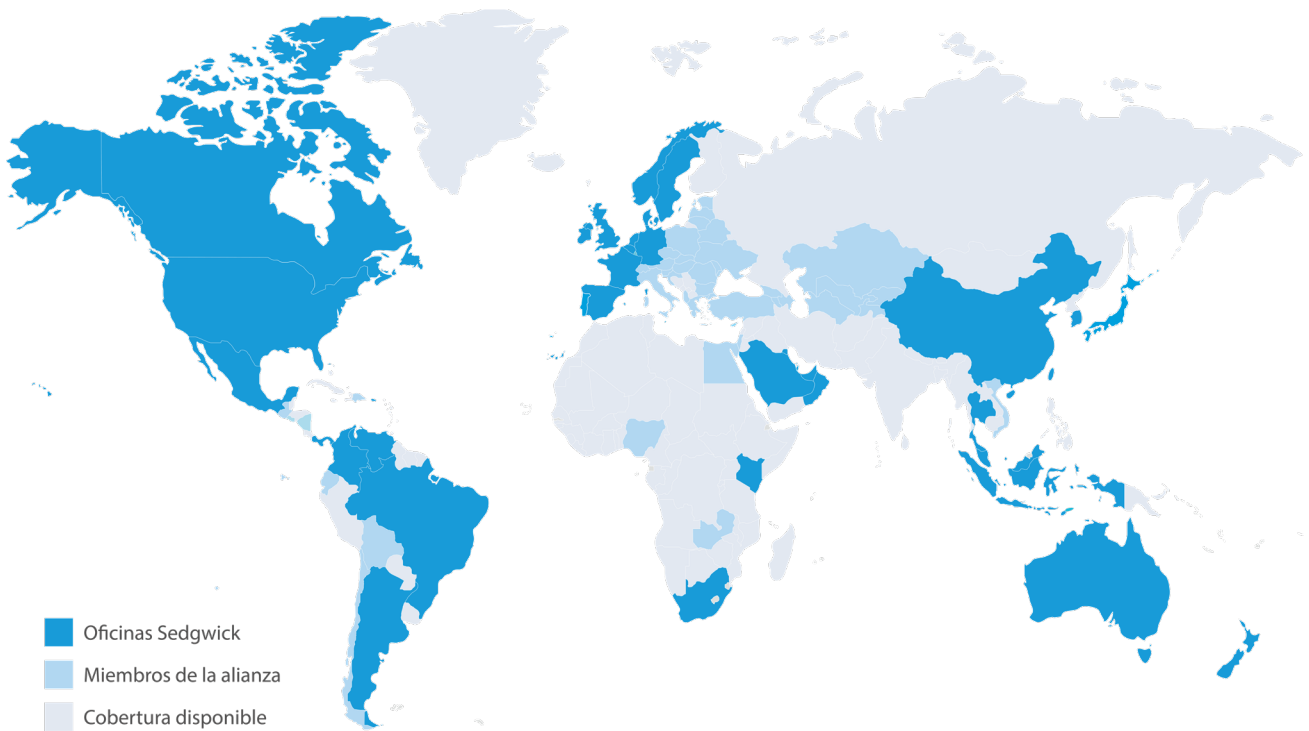 Oficinas Sedgwick
Miembros de la alianza
Cobertura disponible